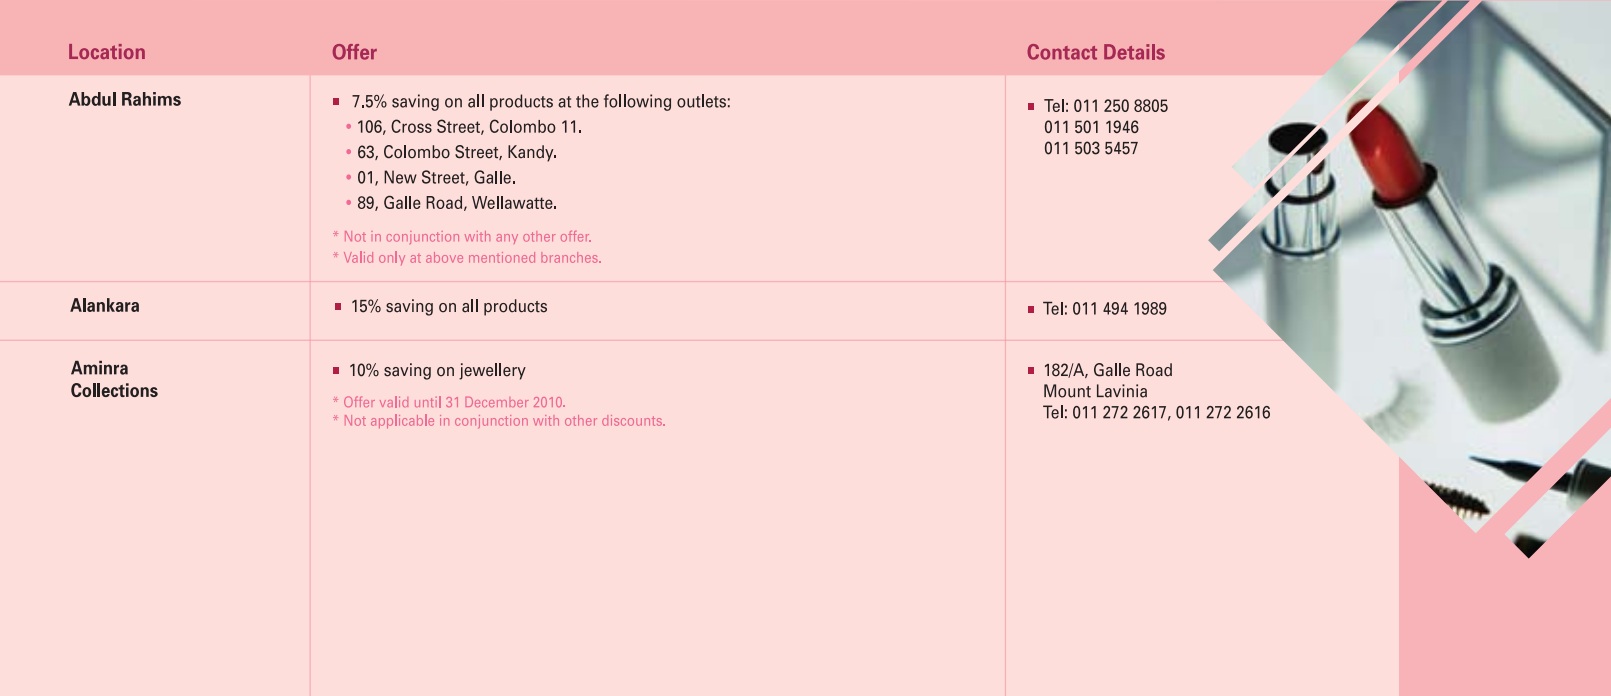 Location Offer Contact Details
Abdul Rahims
▪ 7.5% saving on all products at the following outlets:
• 106, Cross Street, Colombo 11.
• 63, Colombo Street, Kandy.
• 01, New Street, Galle.
• 89, Galle Road, Wellawatte.
* Not in conjunction with any other offer.
* Valid only at above mentioned branches.
▪ Tel: 011 250 8805
011 501 1946
011 503 5457
Alankara
▪ 15% saving on all products
▪ Tel: 011 494 1989
Aminra
Collections
▪ 10% saving on jewellery
* Offer valid until 31 December 2010.
* Not applicable in conjunction with other discounts.
▪ 182/A, Galle Road
Mount Lavinia
Tel: 011 272 2617, 011 272 2616